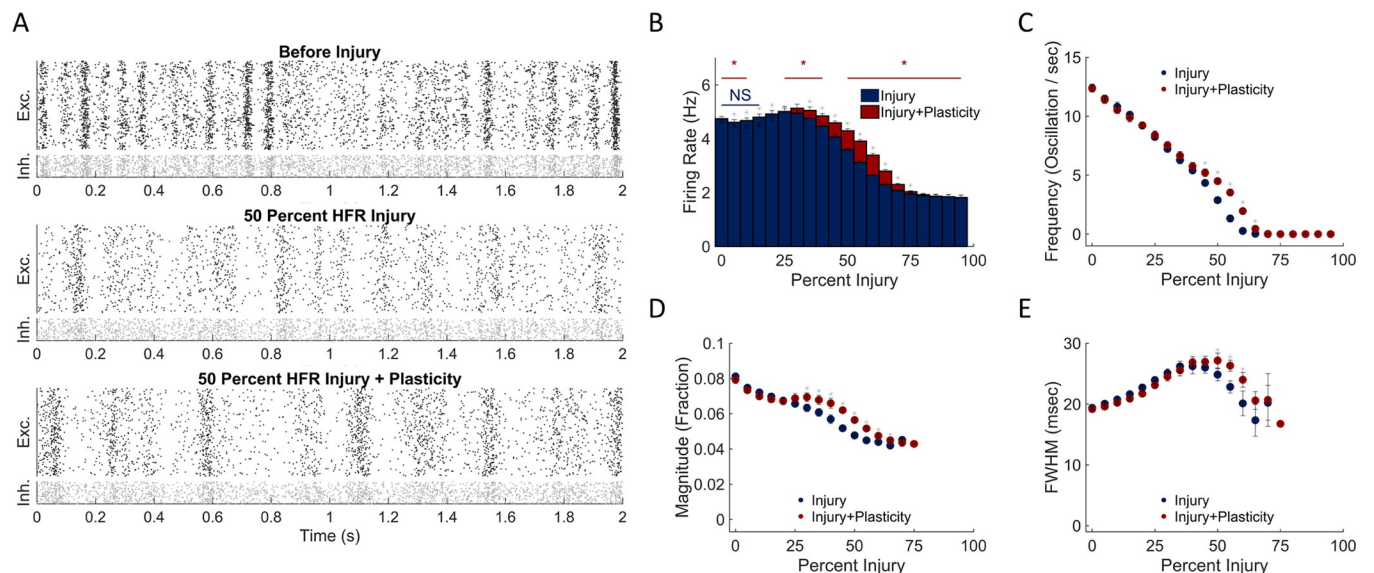 A
Before Injury
Exc.
Inh.
0 0.2 0.4 0.6 0.8 1 1.2 1.4 1.6 1.8 2
50 Percent HFR Injury
Exc.
Inh.
0 0.2 0.4 0.6 0.8 1 1.2 1.4 1.6 1.8 2
50 Percent HFR Injury + Plasticity
Exc.
Inh.
0 0.2 0.4 0.6 0.8 1 1.2 1.4 1.6 1.8 2
Time (s)
B
Firing Rate (Hz)
6
4
2
0
* * *
NS
Injury
Injury+Plasticity
0 25 50 75 100
Percent Injury
C
Frequency (Oscillation / sec)
15
10
5
0
Injury
Injury+Plasticity
0 25 50 75 100
Percent Injury
D
Magnitude (Fraction)
0.1
0.08
0.06
0.04
0.02
0
Injury
Injury+Plasticity
0 25 50 75 100
Percent Injury
E
FWHM (msec)
30
20
10
0
Injury
Injury+Plasticity
0 25 50 75 100
Percent Injury